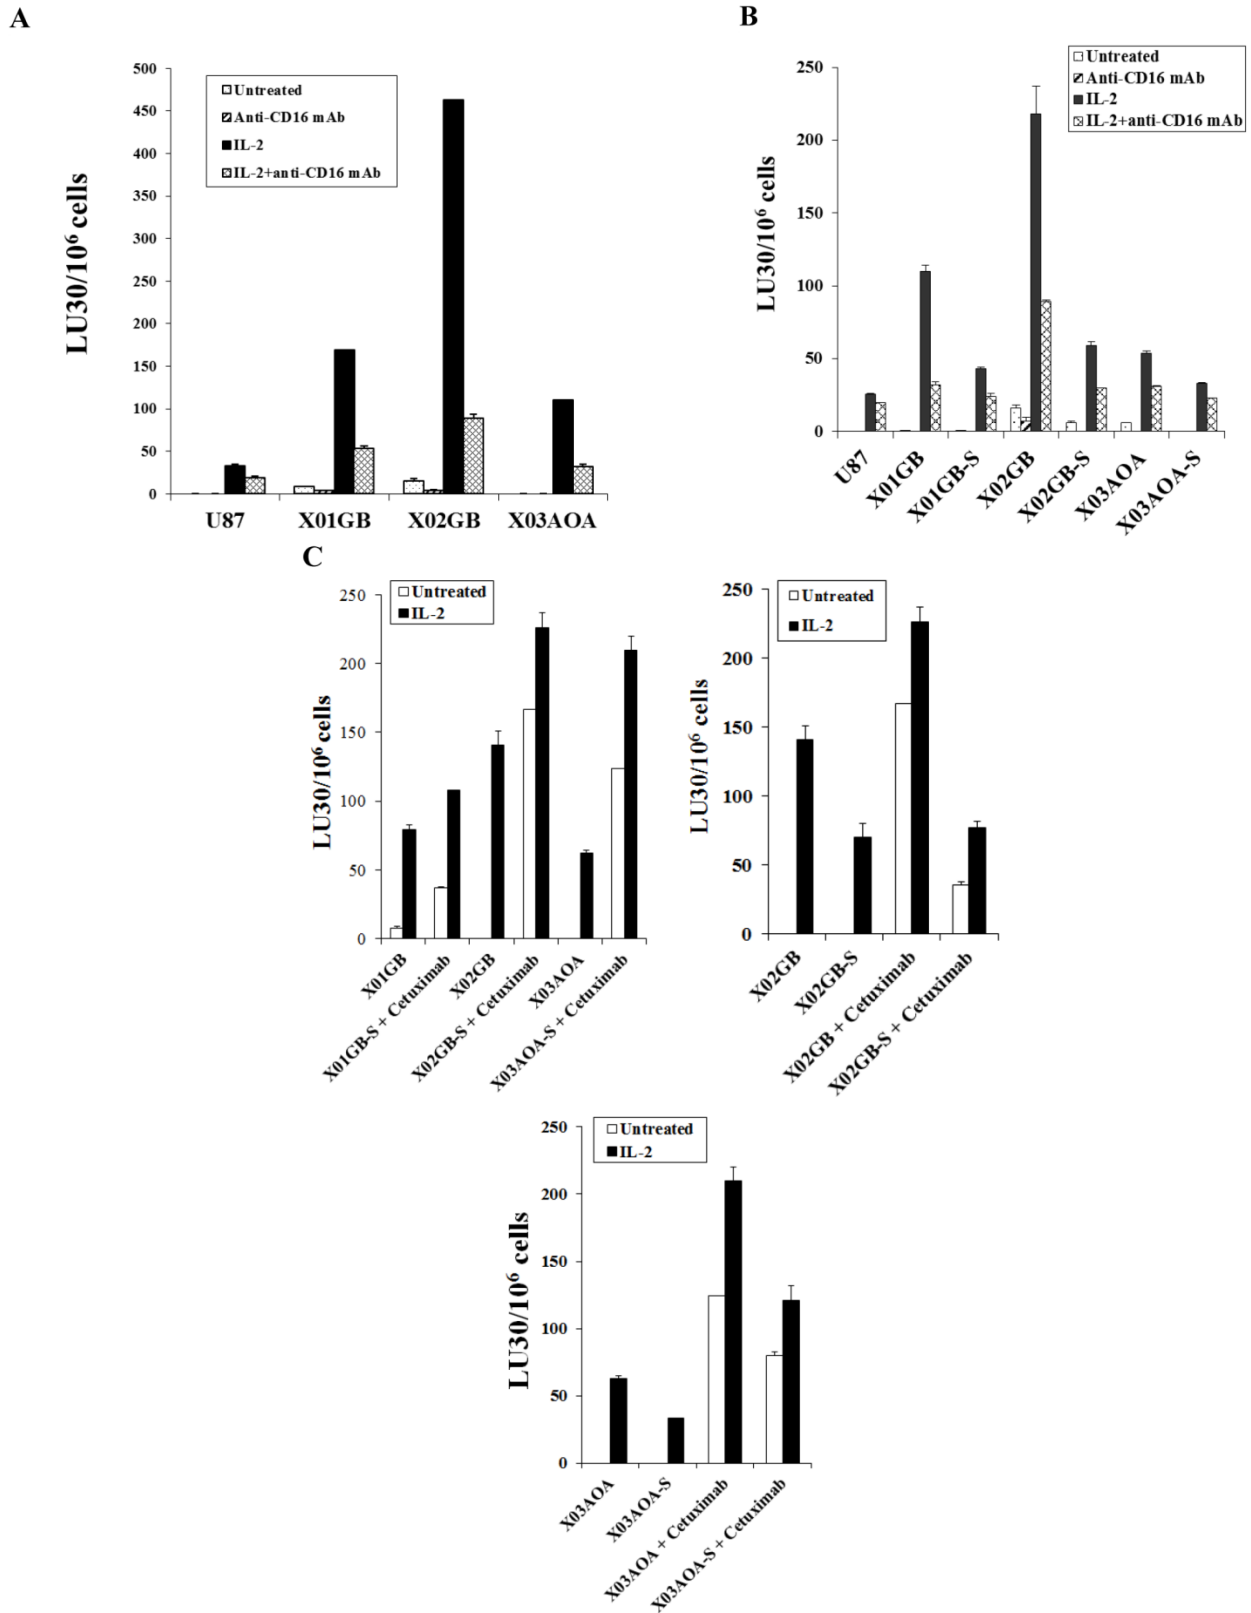 A
500
450
400
350
300
250
200
150
100
50
0
LU30/10⁶ cells
Untreated
Anti-CD16 mAb
IL-2
IL-2+anti-CD16 mAb
U87 X01GB X02GB X03AOA
B
250
200
150
100
50
0
LU30/10⁶ cells
Untreated
Anti-CD16 mAb
IL-2
IL-2+anti-CD16 mAb
U87
X01GB
X01GB-S
X02GB
X02GB-S
X03AOA
X03AOA-S
C
250
200
150
100
50
0
LU30/10⁶ cells
Untreated
IL-2
X01GB
X01GB-S + Cetuximab
X02GB
X02GB-S + Cetuximab
X03AOA
X03AOA-S + Cetuximab
250
200
150
100
50
0
LU30/10⁶ cells
Untreated
IL-2
X02GB
X02GB-S
X02GB + Cetuximab
X02GB-S + Cetuximab
250
200
150
100
50
0
LU30/10⁶ cells
Untreated
IL-2
X03AOA
X03AOA-S
X03AOA + Cetuximab
X03AOA-S + Cetuximab